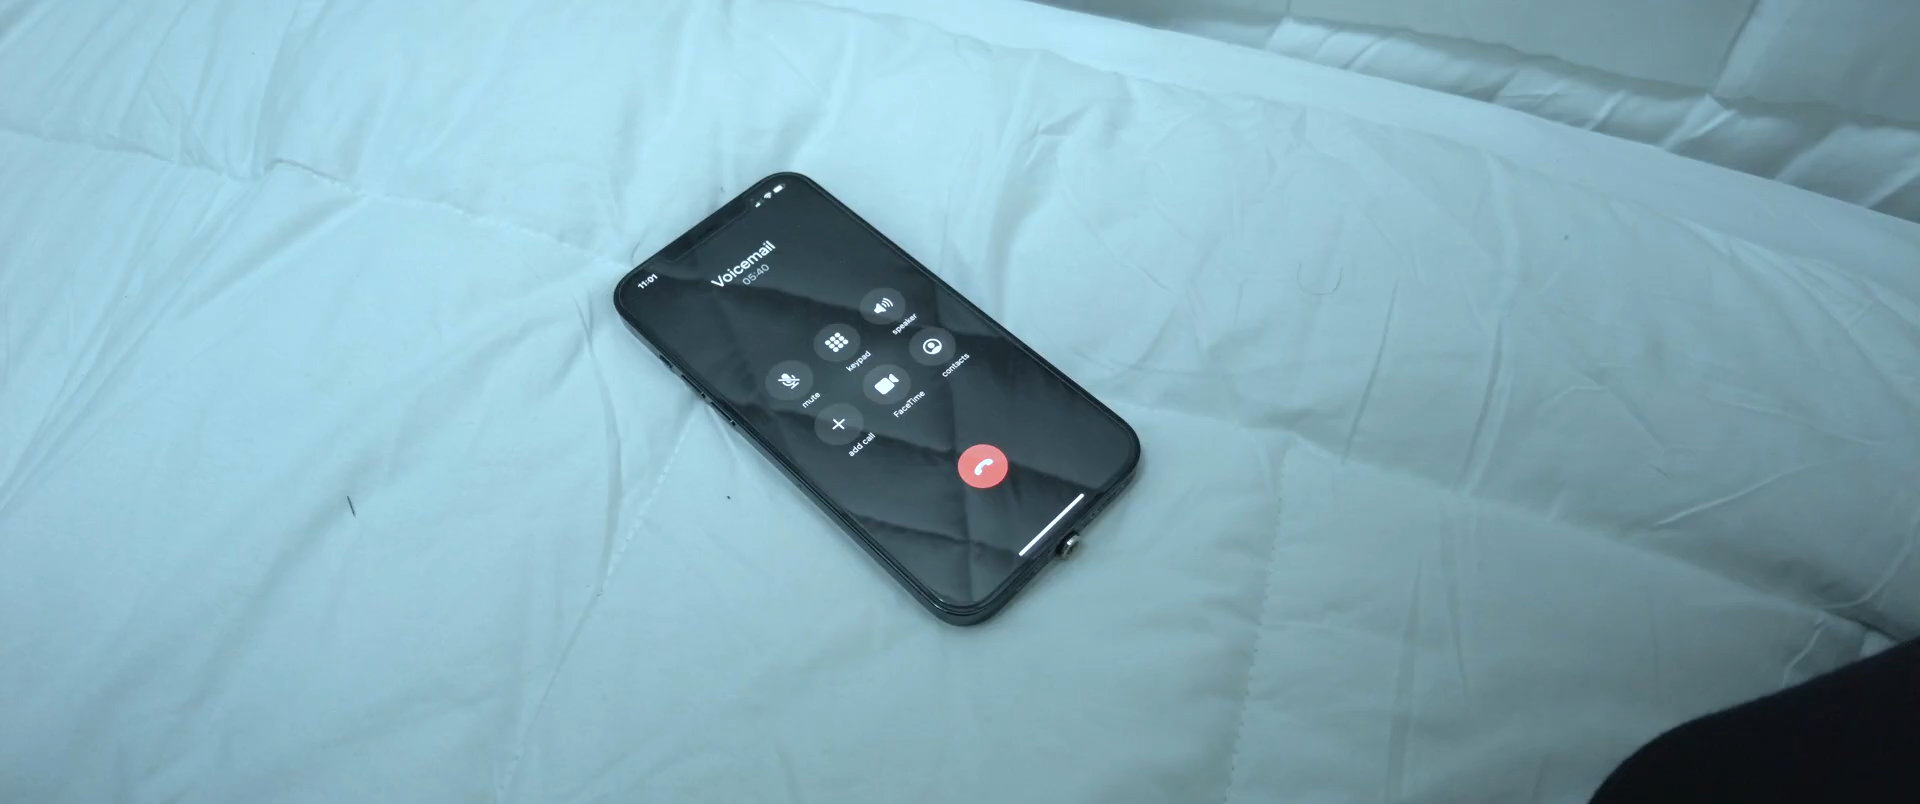 11:01
Voicemail
05:40
mute
keypad
speaker
add call
FaceTime
contacts